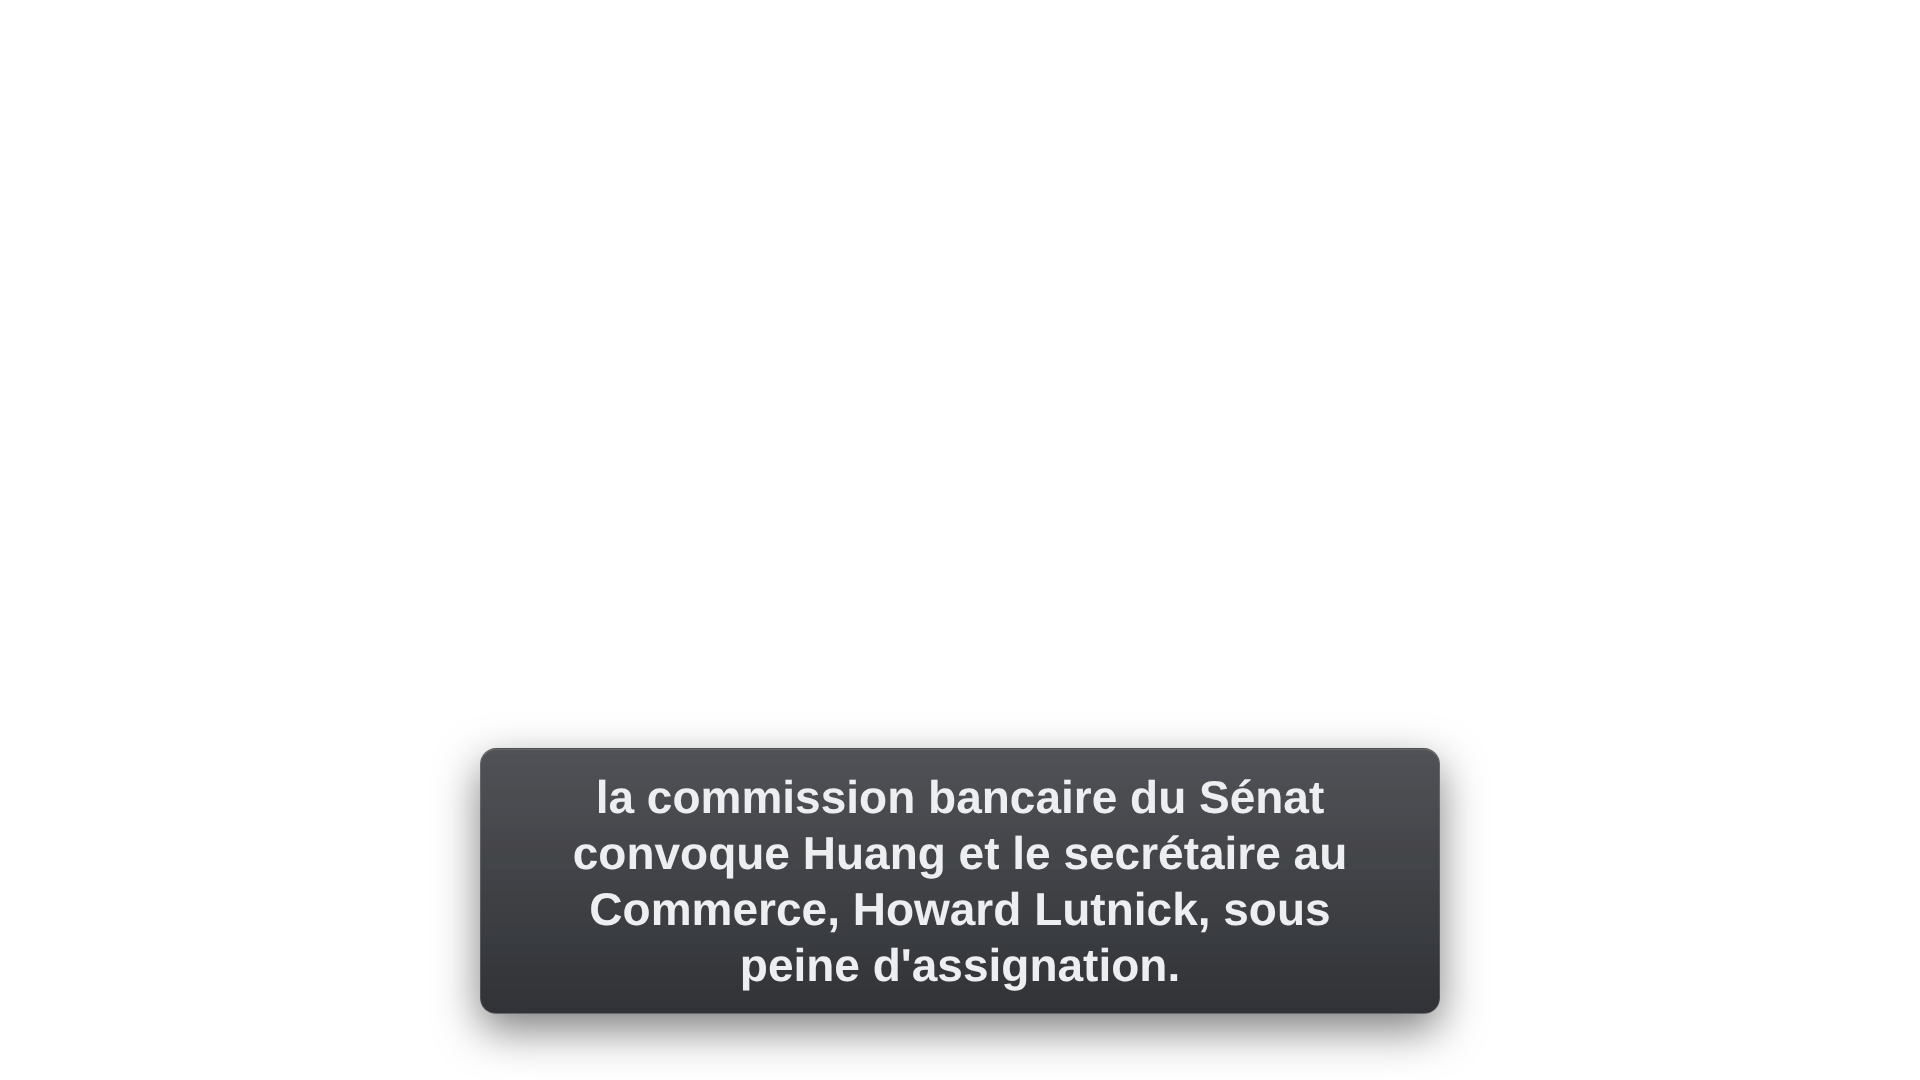 la commission bancaire du Sénat
convoque Huang et le secrétaire au
Commerce, Howard Lutnick, sous
peine d'assignation.